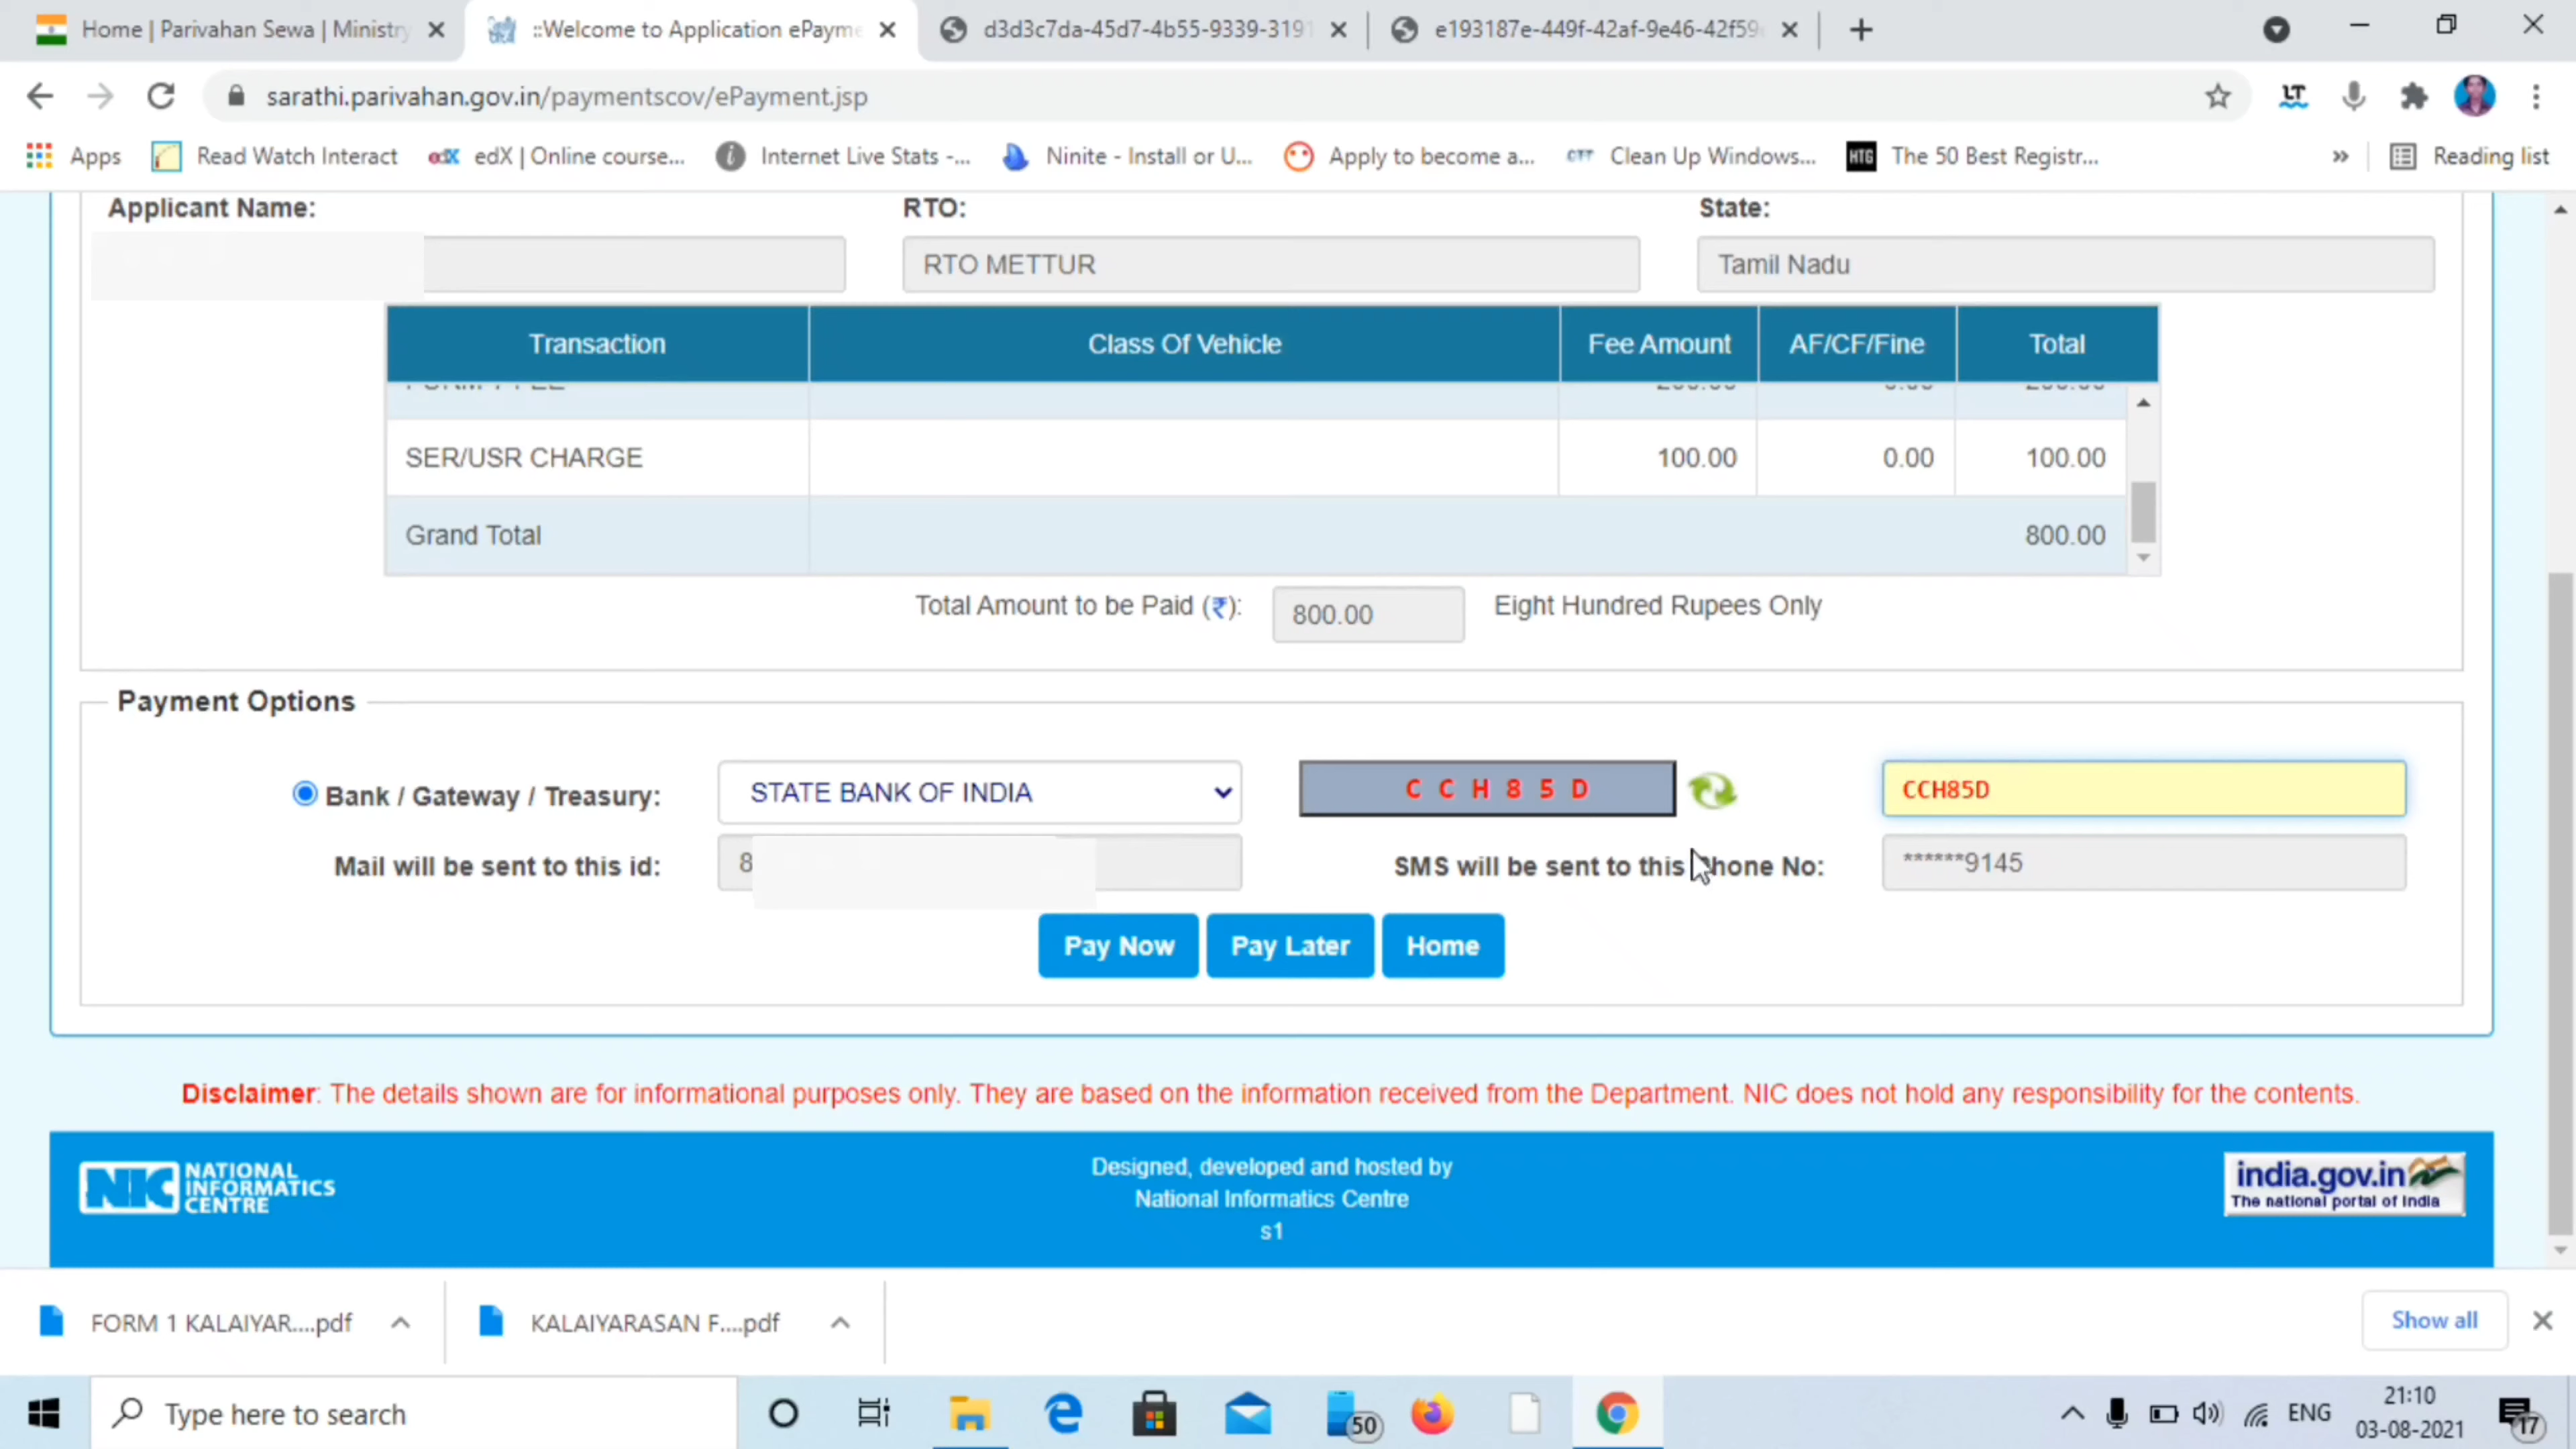 Home | Parivahan Sewa | Ministry
::Welcome to Application ePayme
d3d3c7da-45d7-4b55-9339-3191
e193187e-449f-42af-9e46-42f59
sarathi.parivahan.gov.in/paymentscov/ePayment.jsp
Apps Read Watch Interact edX | Online course... Internet Live Stats -... Ninite - Install or U... Apply to become a... Clean Up Windows... HTG The 50 Best Registr... » Reading list
Applicant Name: RTO: State:
RTO METTUR Tamil Nadu
Transaction Class Of Vehicle Fee Amount AF/CF/Fine Total
SER/USR CHARGE 100.00 0.00 100.00
Grand Total 800.00
Total Amount to be Paid (₹): 800.00 Eight Hundred Rupees Only
Payment Options
Bank / Gateway / Treasury: STATE BANK OF INDIA C C H 8 5 D CCH85D
Mail will be sent to this id: 8 SMS will be sent to this Phone No: ******9145
Pay Now Pay Later Home
Disclaimer: The details shown are for informational purposes only. They are based on the information received from the Department. NIC does not hold any responsibility for the contents.
NIC NATIONAL
INFORMATICS
CENTRE
Designed, developed and hosted by
National Informatics Centre
s1
india.gov.in
The national portal of India
FORM 1 KALAIYAR....pdf KALAIYARASAN F....pdf Show all
Type here to search 50 ENG 21:10
03-08-2021 17